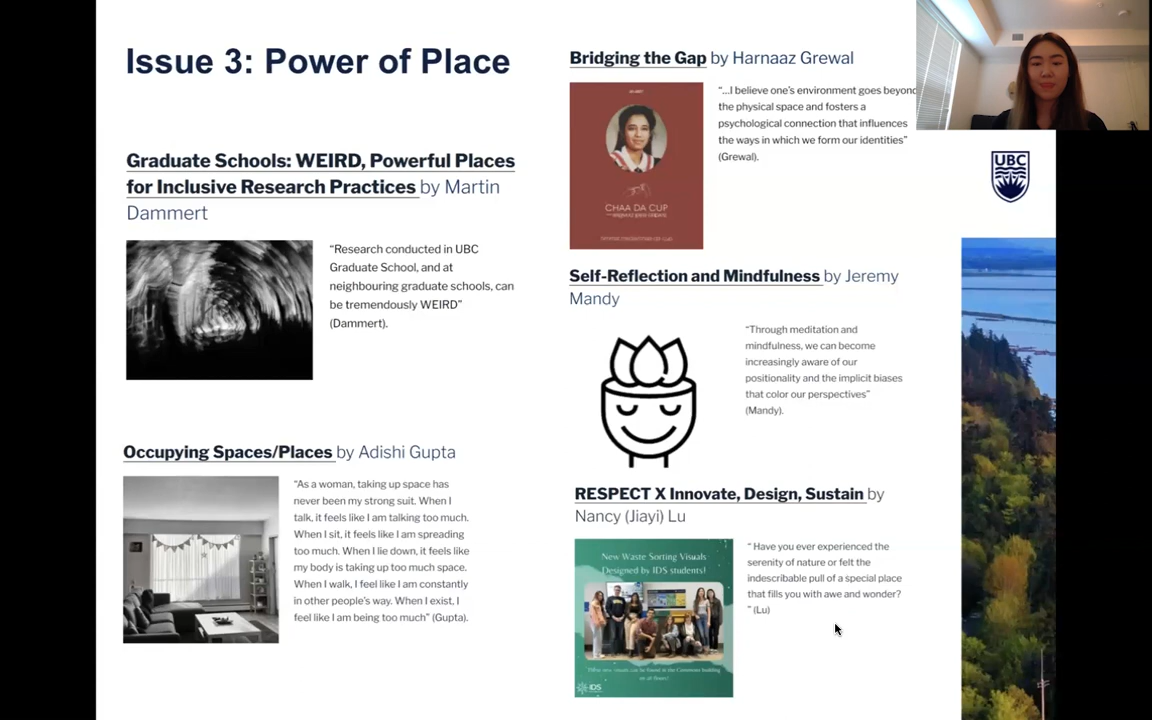 Issue 3: Power of Place
Graduate Schools: WEIRD, Powerful Places
for Inclusive Research Practices by Martin
Dammert
“Research conducted in UBC
Graduate School, and at
neighbouring graduate schools, can
be tremendously WEIRD”
(Dammert).
Occupying Spaces/Places by Adishi Gupta
“As a woman, taking up space has
never been my strong suit. When I
talk, it feels like I am talking too much.
When I sit, it feels like I am spreading
too much. When I lie down, it feels like
my body is taking up too much space.
When I walk, I feel like I am constantly
in other people’s way. When I exist, I
feel like I am being too much” (Gupta).
Bridging the Gap by Harnaaz Grewal
“...I believe one’s environment goes beyond
the physical space and fosters a
psychological connection that influences
the ways in which we form our identities”
(Grewal).
CHAA DA CUP
UBC
Self-Reflection and Mindfulness by Jeremy
Mandy
“Through meditation and
mindfulness, we can become
increasingly aware of our
positionality and the implicit biases
that color our perspectives”
(Mandy).
RESPECT X Innovate, Design, Sustain by
Nancy (Jiayi) Lu
New Waste Sorting Visuals
Designed by IDS students!
IDS
“ Have you ever experienced the
serenity of nature or felt the
indescribable pull of a special place
that fills you with awe and wonder?
” (Lu)